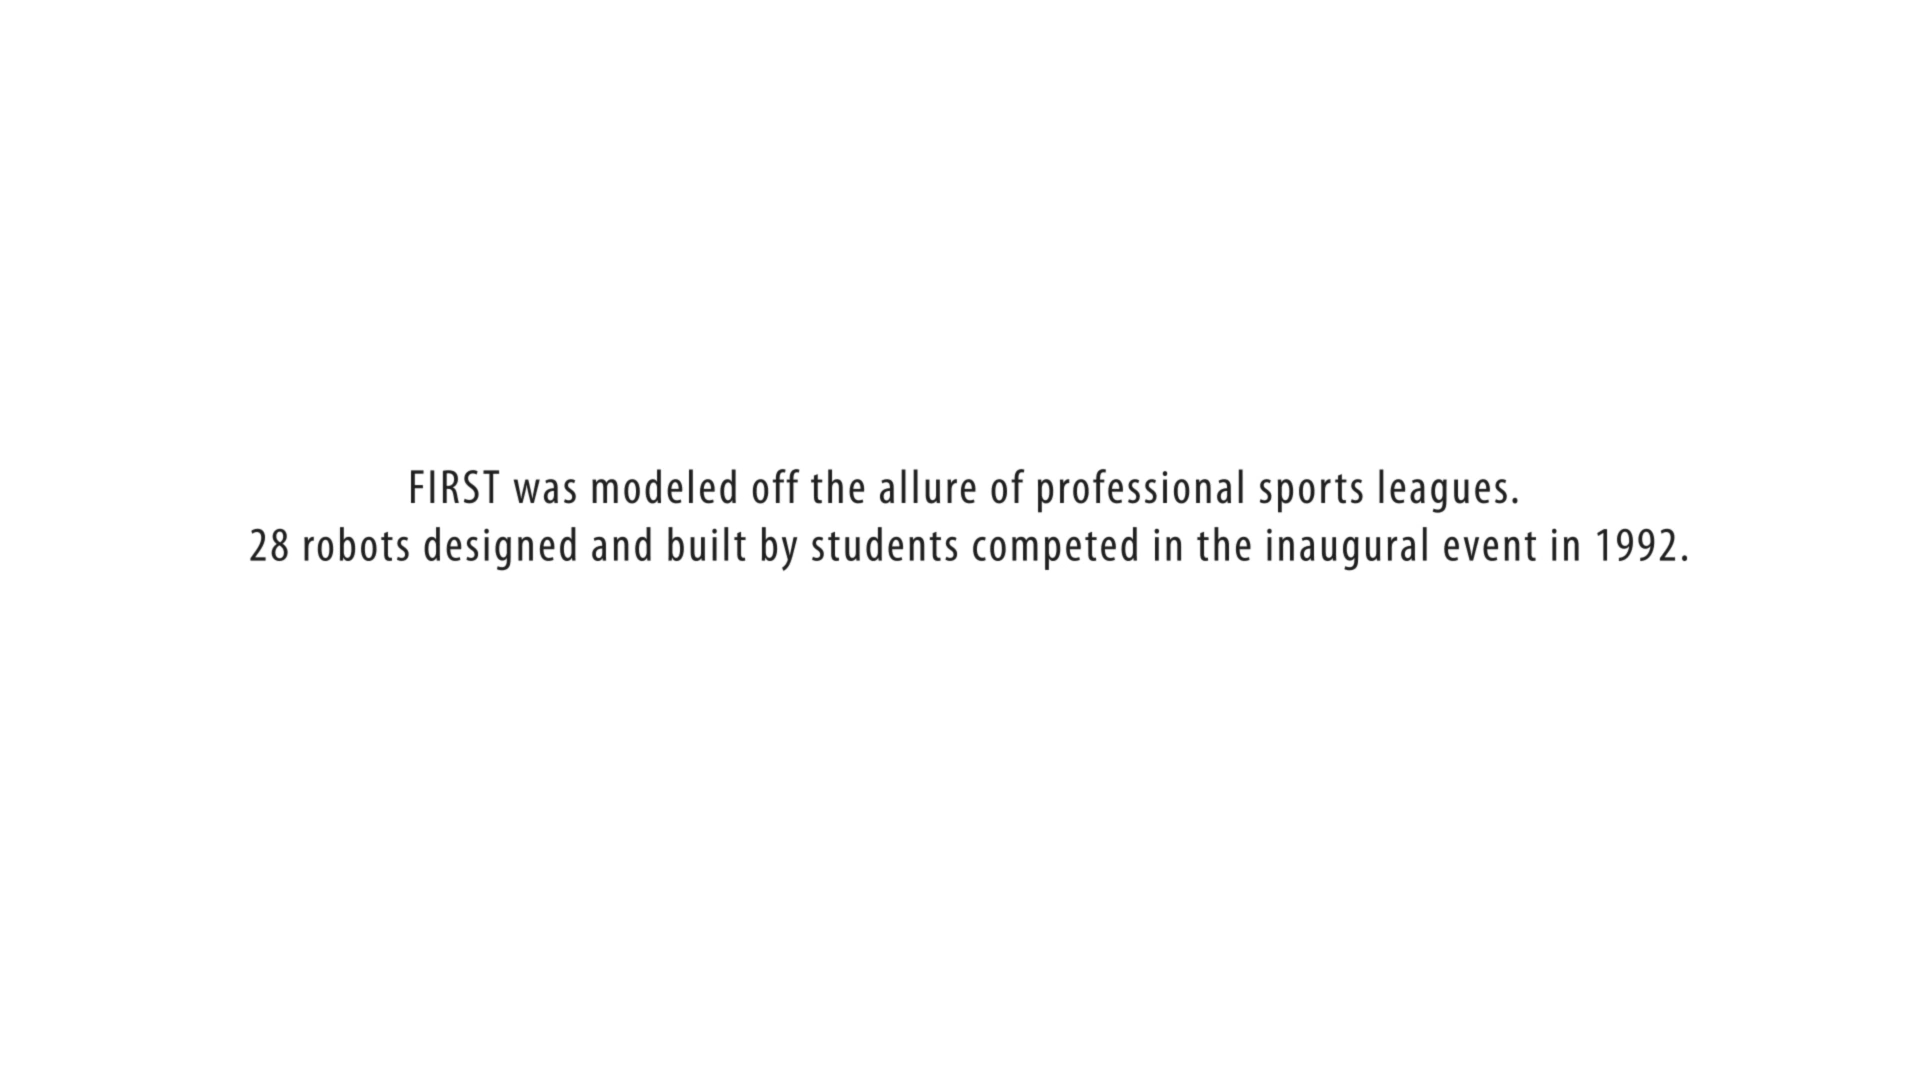 FIRST was modeled off the allure of professional sports leagues.
28 robots designed and built by students competed in the inaugural event in 1992.